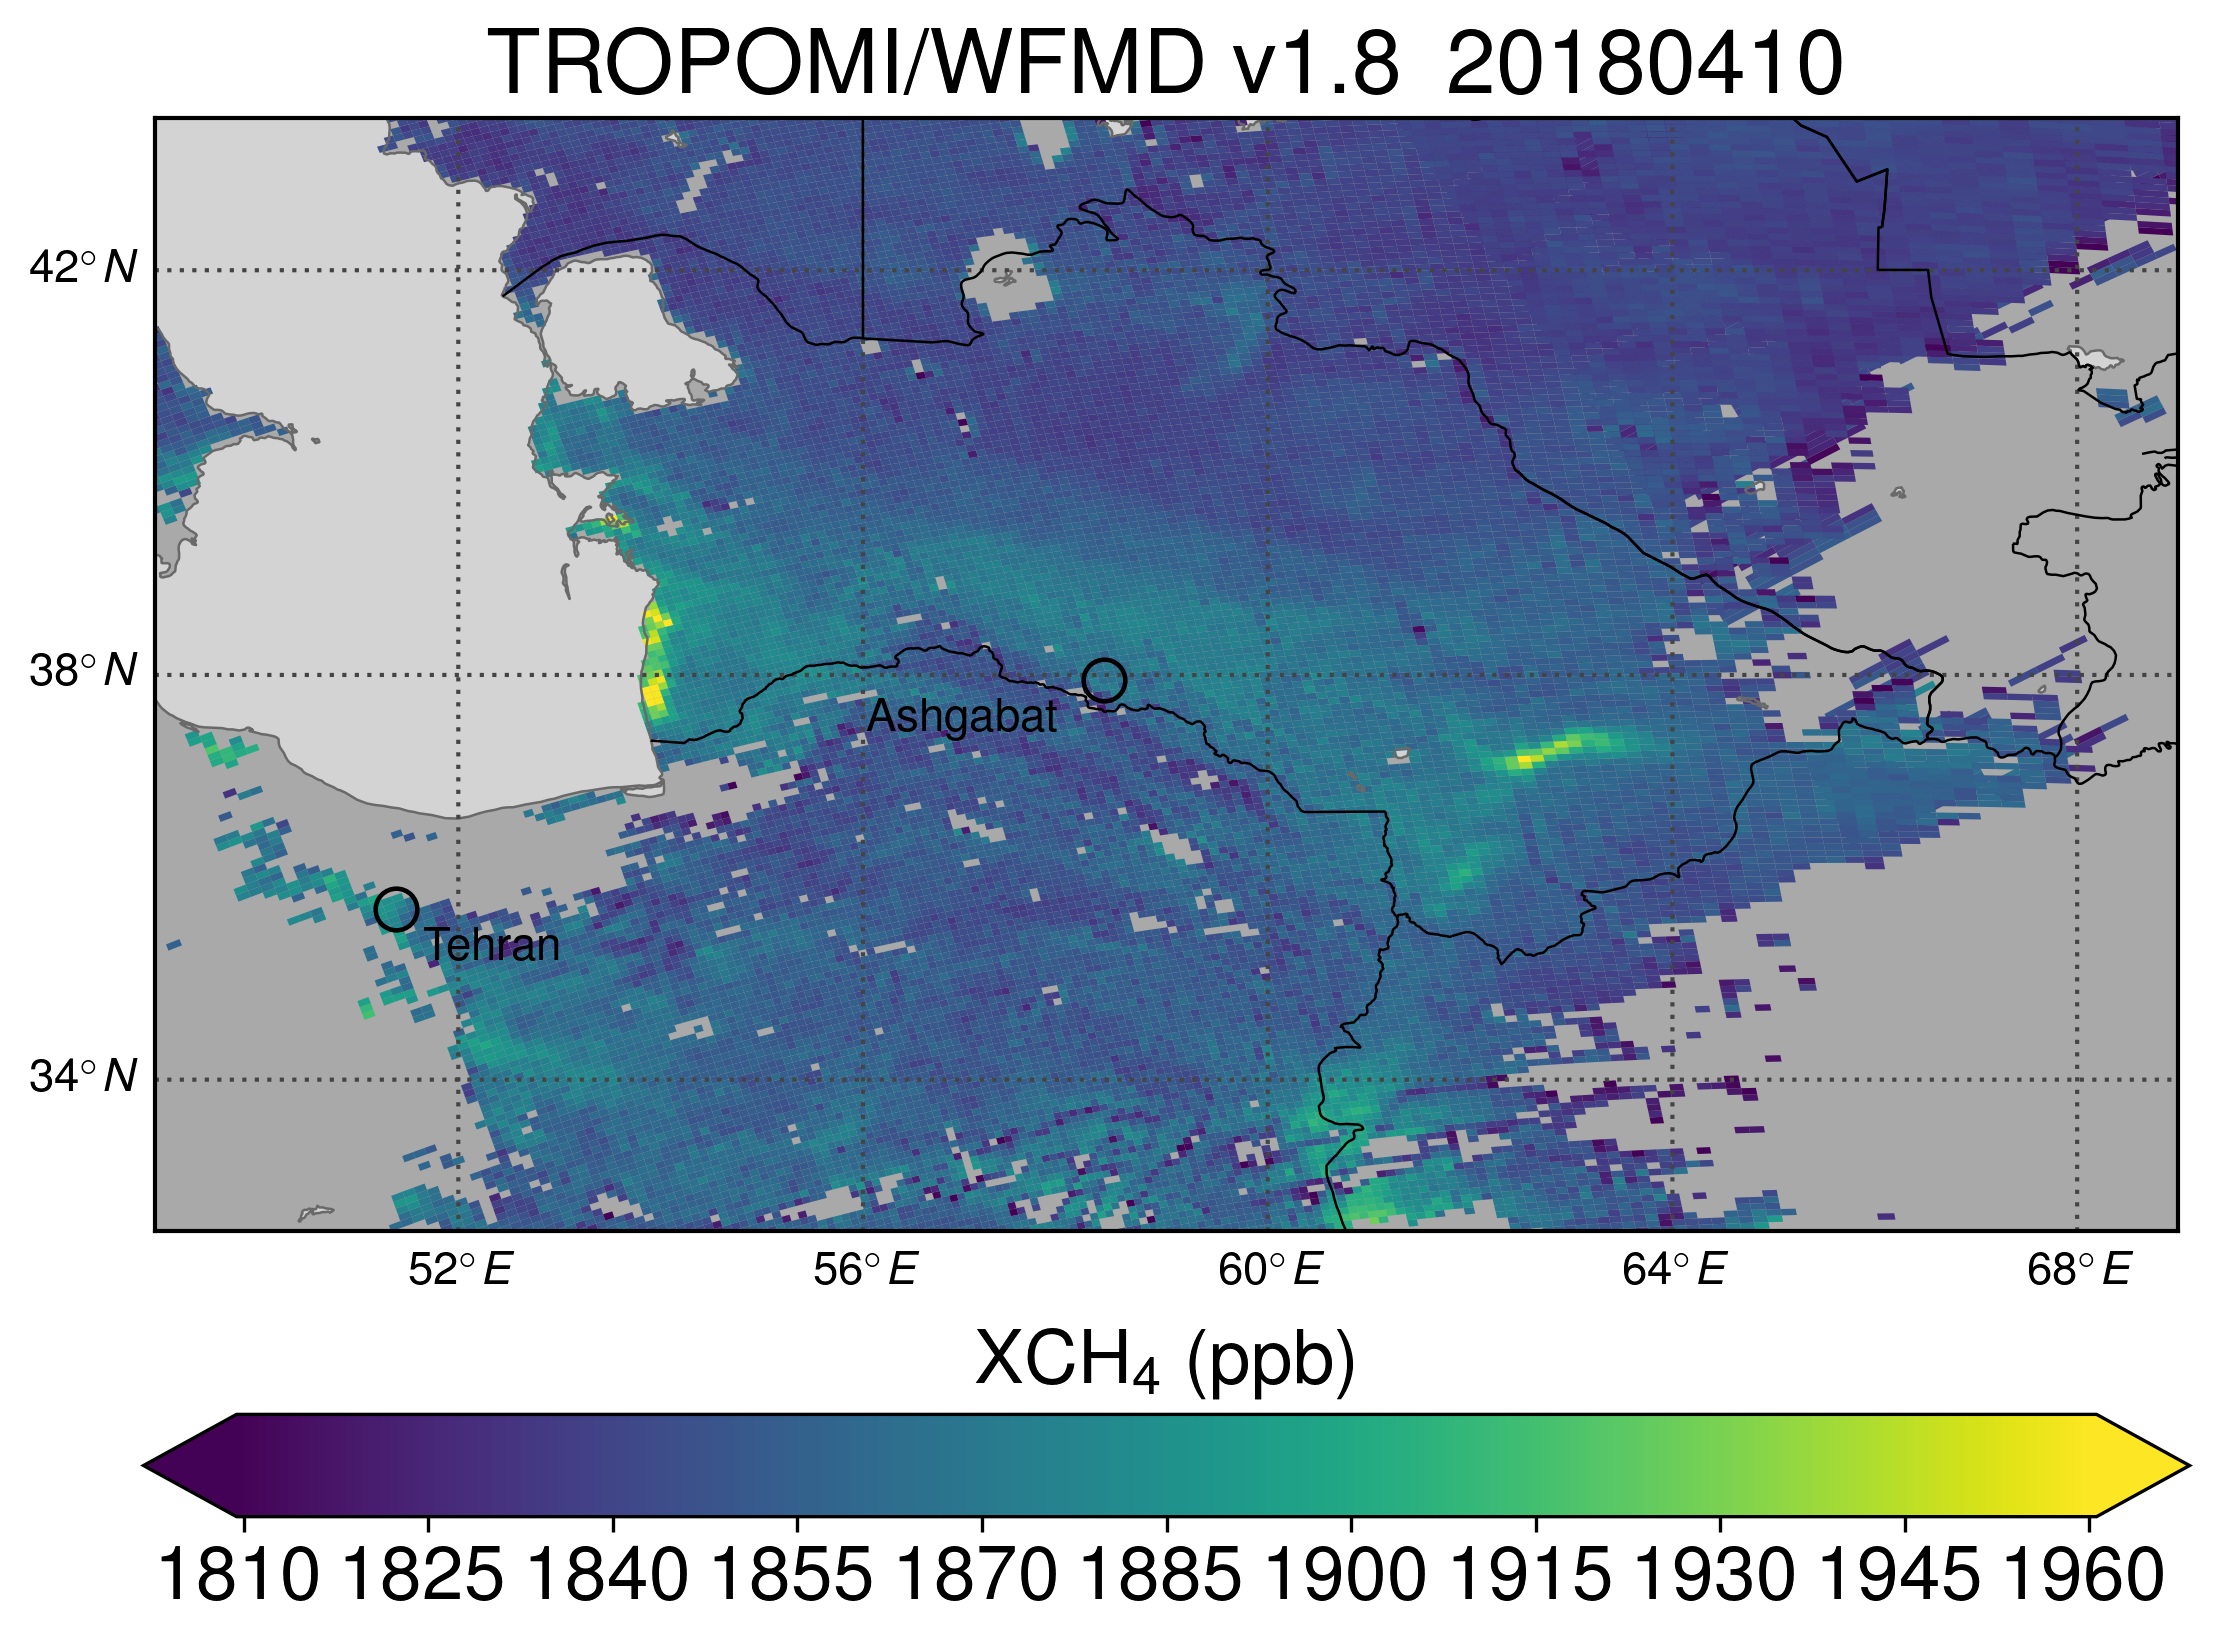 TROPOMI/WFMD v1.8 20180410
42°N
38°N
34°N
Ashgabat
Tehran
52°E 56°E 60°E 64°E 68°E
XCH₄ (ppb)
1810 1825 1840 1855 1870 1885 1900 1915 1930 1945 1960